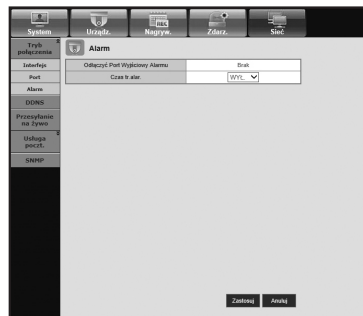 System Urządz. Nagryw. Zdarz. Sieć
REC
Tryb
połączenia
Interfejs
Port
Alarm
DDNS
Przesyłanie
na żywo
Usługa
poczt.
SNMP
Alarm
Odłączyć Port Wyjściowy Alarmu Brak
Czas tr.alar. WYŁ.
Zastosuj Anuluj